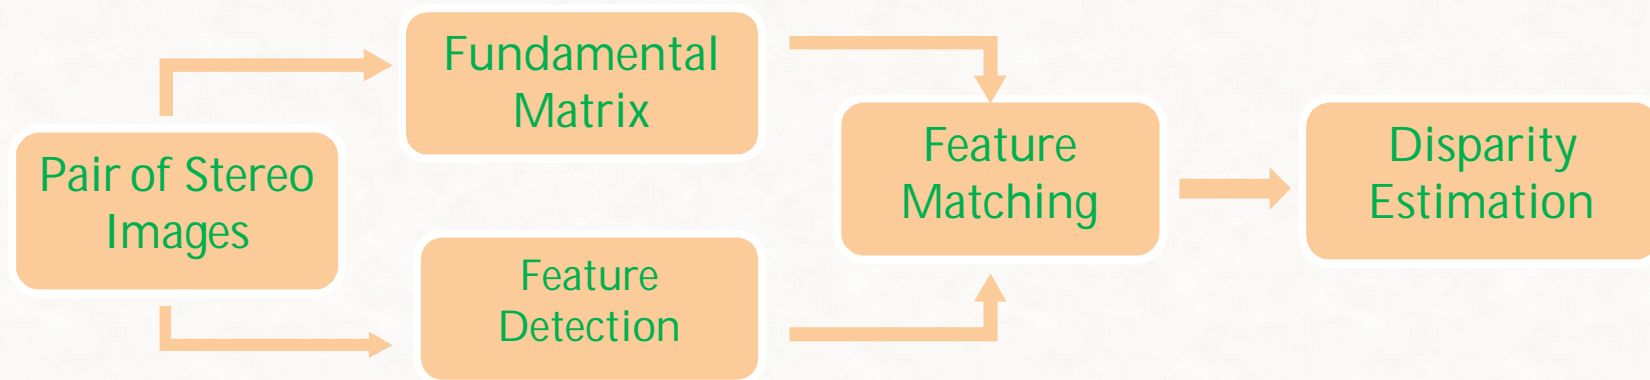 Pair of Stereo
Images
Fundamental
Matrix
Feature
Detection
Feature
Matching
Disparity
Estimation